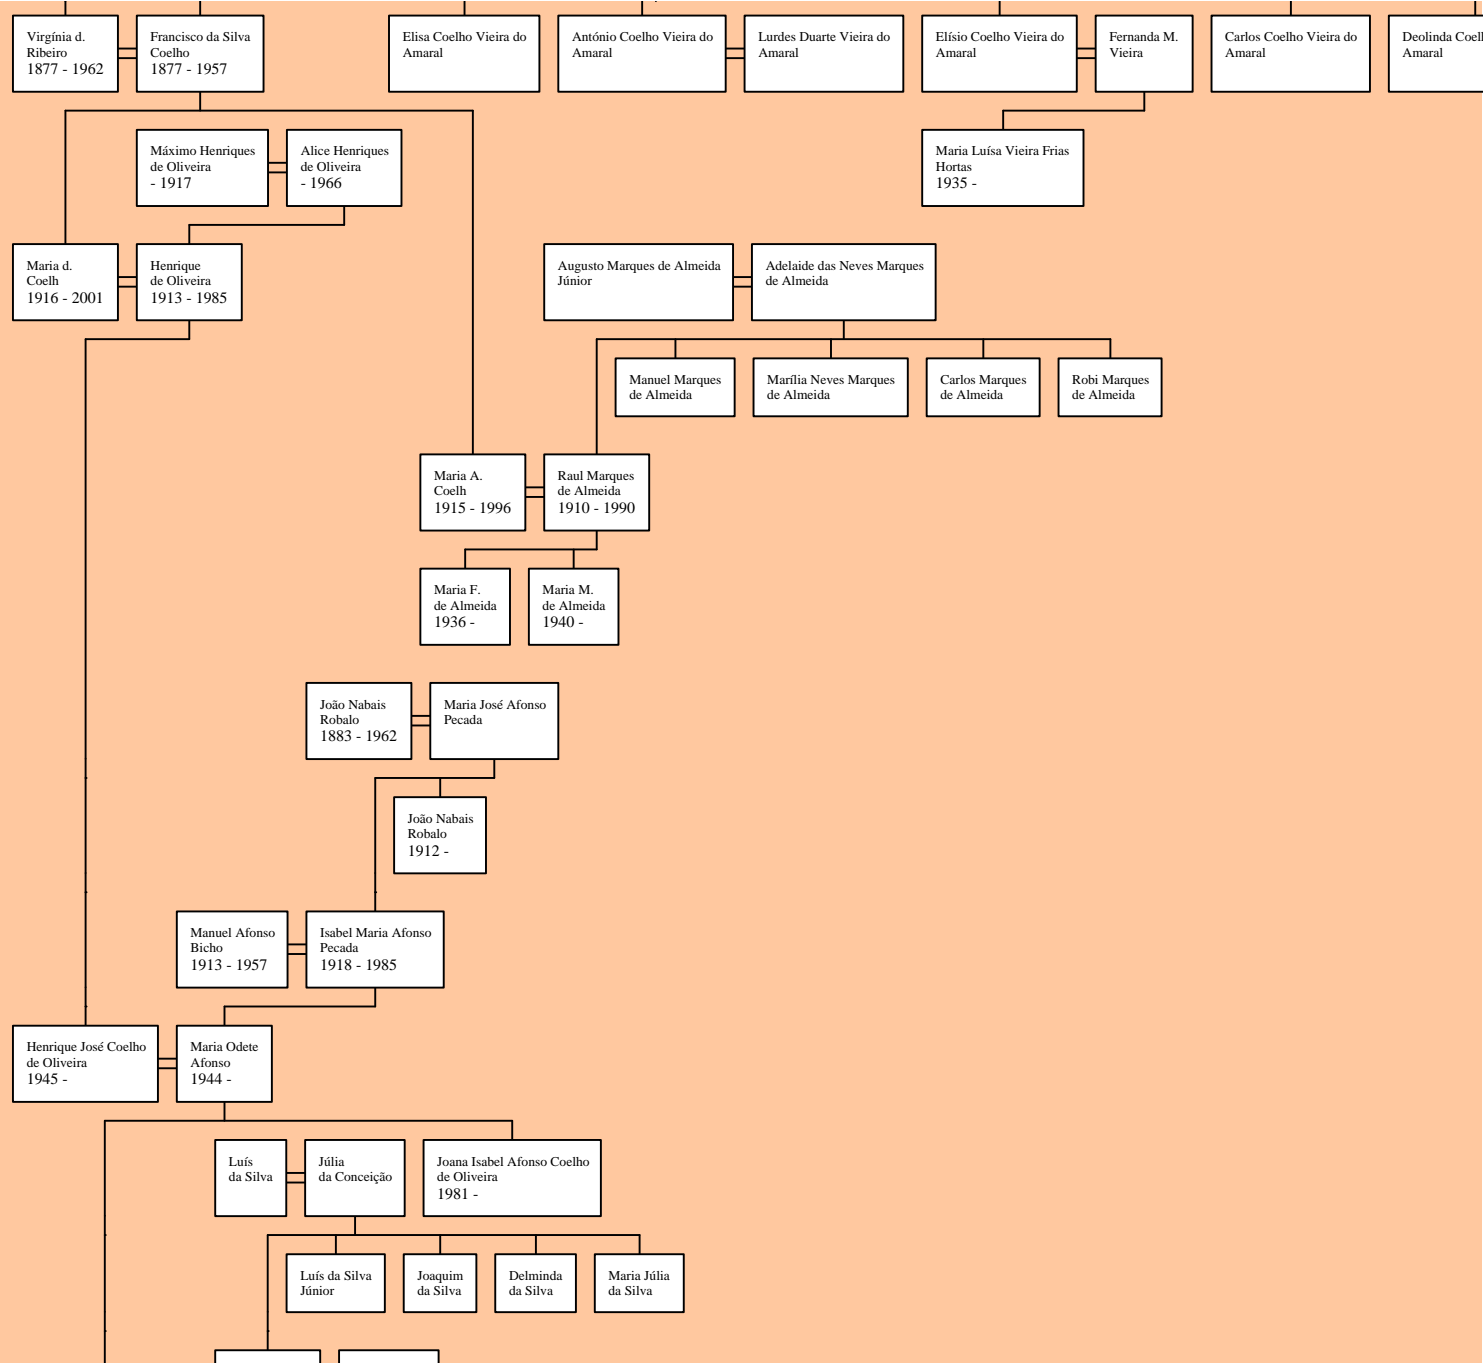 Virgínia d.
Ribeiro
1877 - 1962
Francisco da Silva
Coelho
1877 - 1957
Elisa Coelho Vieira do
Amaral
António Coelho Vieira do
Amaral
Lurdes Duarte Vieira do
Amaral
Elísio Coelho Vieira do
Amaral
Fernanda M.
Vieira
Carlos Coelho Vieira do
Amaral
Deolinda Coel
Amaral
Máximo Henriques
de Oliveira
- 1917
Alice Henriques
de Oliveira
- 1966
Maria Luísa Vieira Frias
Hortas
1935 -
Maria d.
Coelh
1916 - 2001
Henrique
de Oliveira
1913 - 1985
Augusto Marques de Almeida
Júnior
Adelaide das Neves Marques
de Almeida
Manuel Marques
de Almeida
Marília Neves Marques
de Almeida
Carlos Marques
de Almeida
Robi Marques
de Almeida
Maria A.
Coelh
1915 - 1996
Raul Marques
de Almeida
1910 - 1990
Maria F.
de Almeida
1936 -
Maria M.
de Almeida
1940 -
João Nabais
Robalo
1883 - 1962
Maria José Afonso
Pecada
João Nabais
Robalo
1912 -
Manuel Afonso
Bicho
1913 - 1957
Isabel Maria Afonso
Pecada
1918 - 1985
Henrique José Coelho
de Oliveira
1945 -
Maria Odete
Afonso
1944 -
Luís
da Silva
Júlia
da Conceição
Joana Isabel Afonso Coelho
de Oliveira
1981 -
Luís da Silva
Júnior
Joaquim
da Silva
Delminda
da Silva
Maria Júlia
da Silva